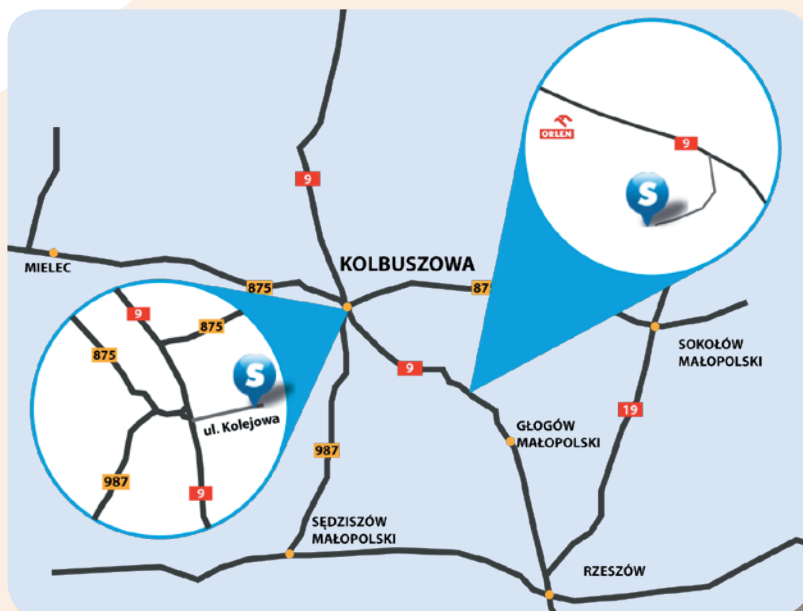 ORLEN
9
S
9
KOLBUSZOWA
MIELEC
875
87
9
875
875
SOKOŁÓW
MAŁOPOLSKI
9
S
19
ul. Kolejowa
GŁOGÓW
MAŁOPOLSKI
987
987
9
SĘDZISZÓW
MAŁOPOLSKI
RZESZÓW